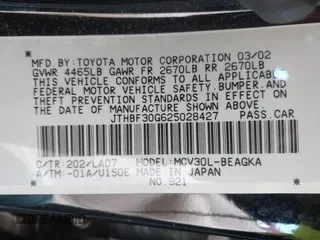 MFD BY:TOYOTA MOTOR CORPORATION 03/02
GVWR 4465LB GAWR FR 2670LB RR 2670LB
THIS VEHICLE CONFORMS TO ALL APPLICABLE
FEDERAL MOTOR VEHICLE SAFETY,BUMPER,AND
THEFT PREVENTION STANDARDS IN EFFECT ON
THE DATE OF MANUFACTURE SHOWN ABOVE.
JTHBF30G625028427 PASS.CAR
C/TR:202/LA07 MODEL:MCV30L-BEAGKA
A/TM:-01A/U150E MADE IN JAPAN
NO.921